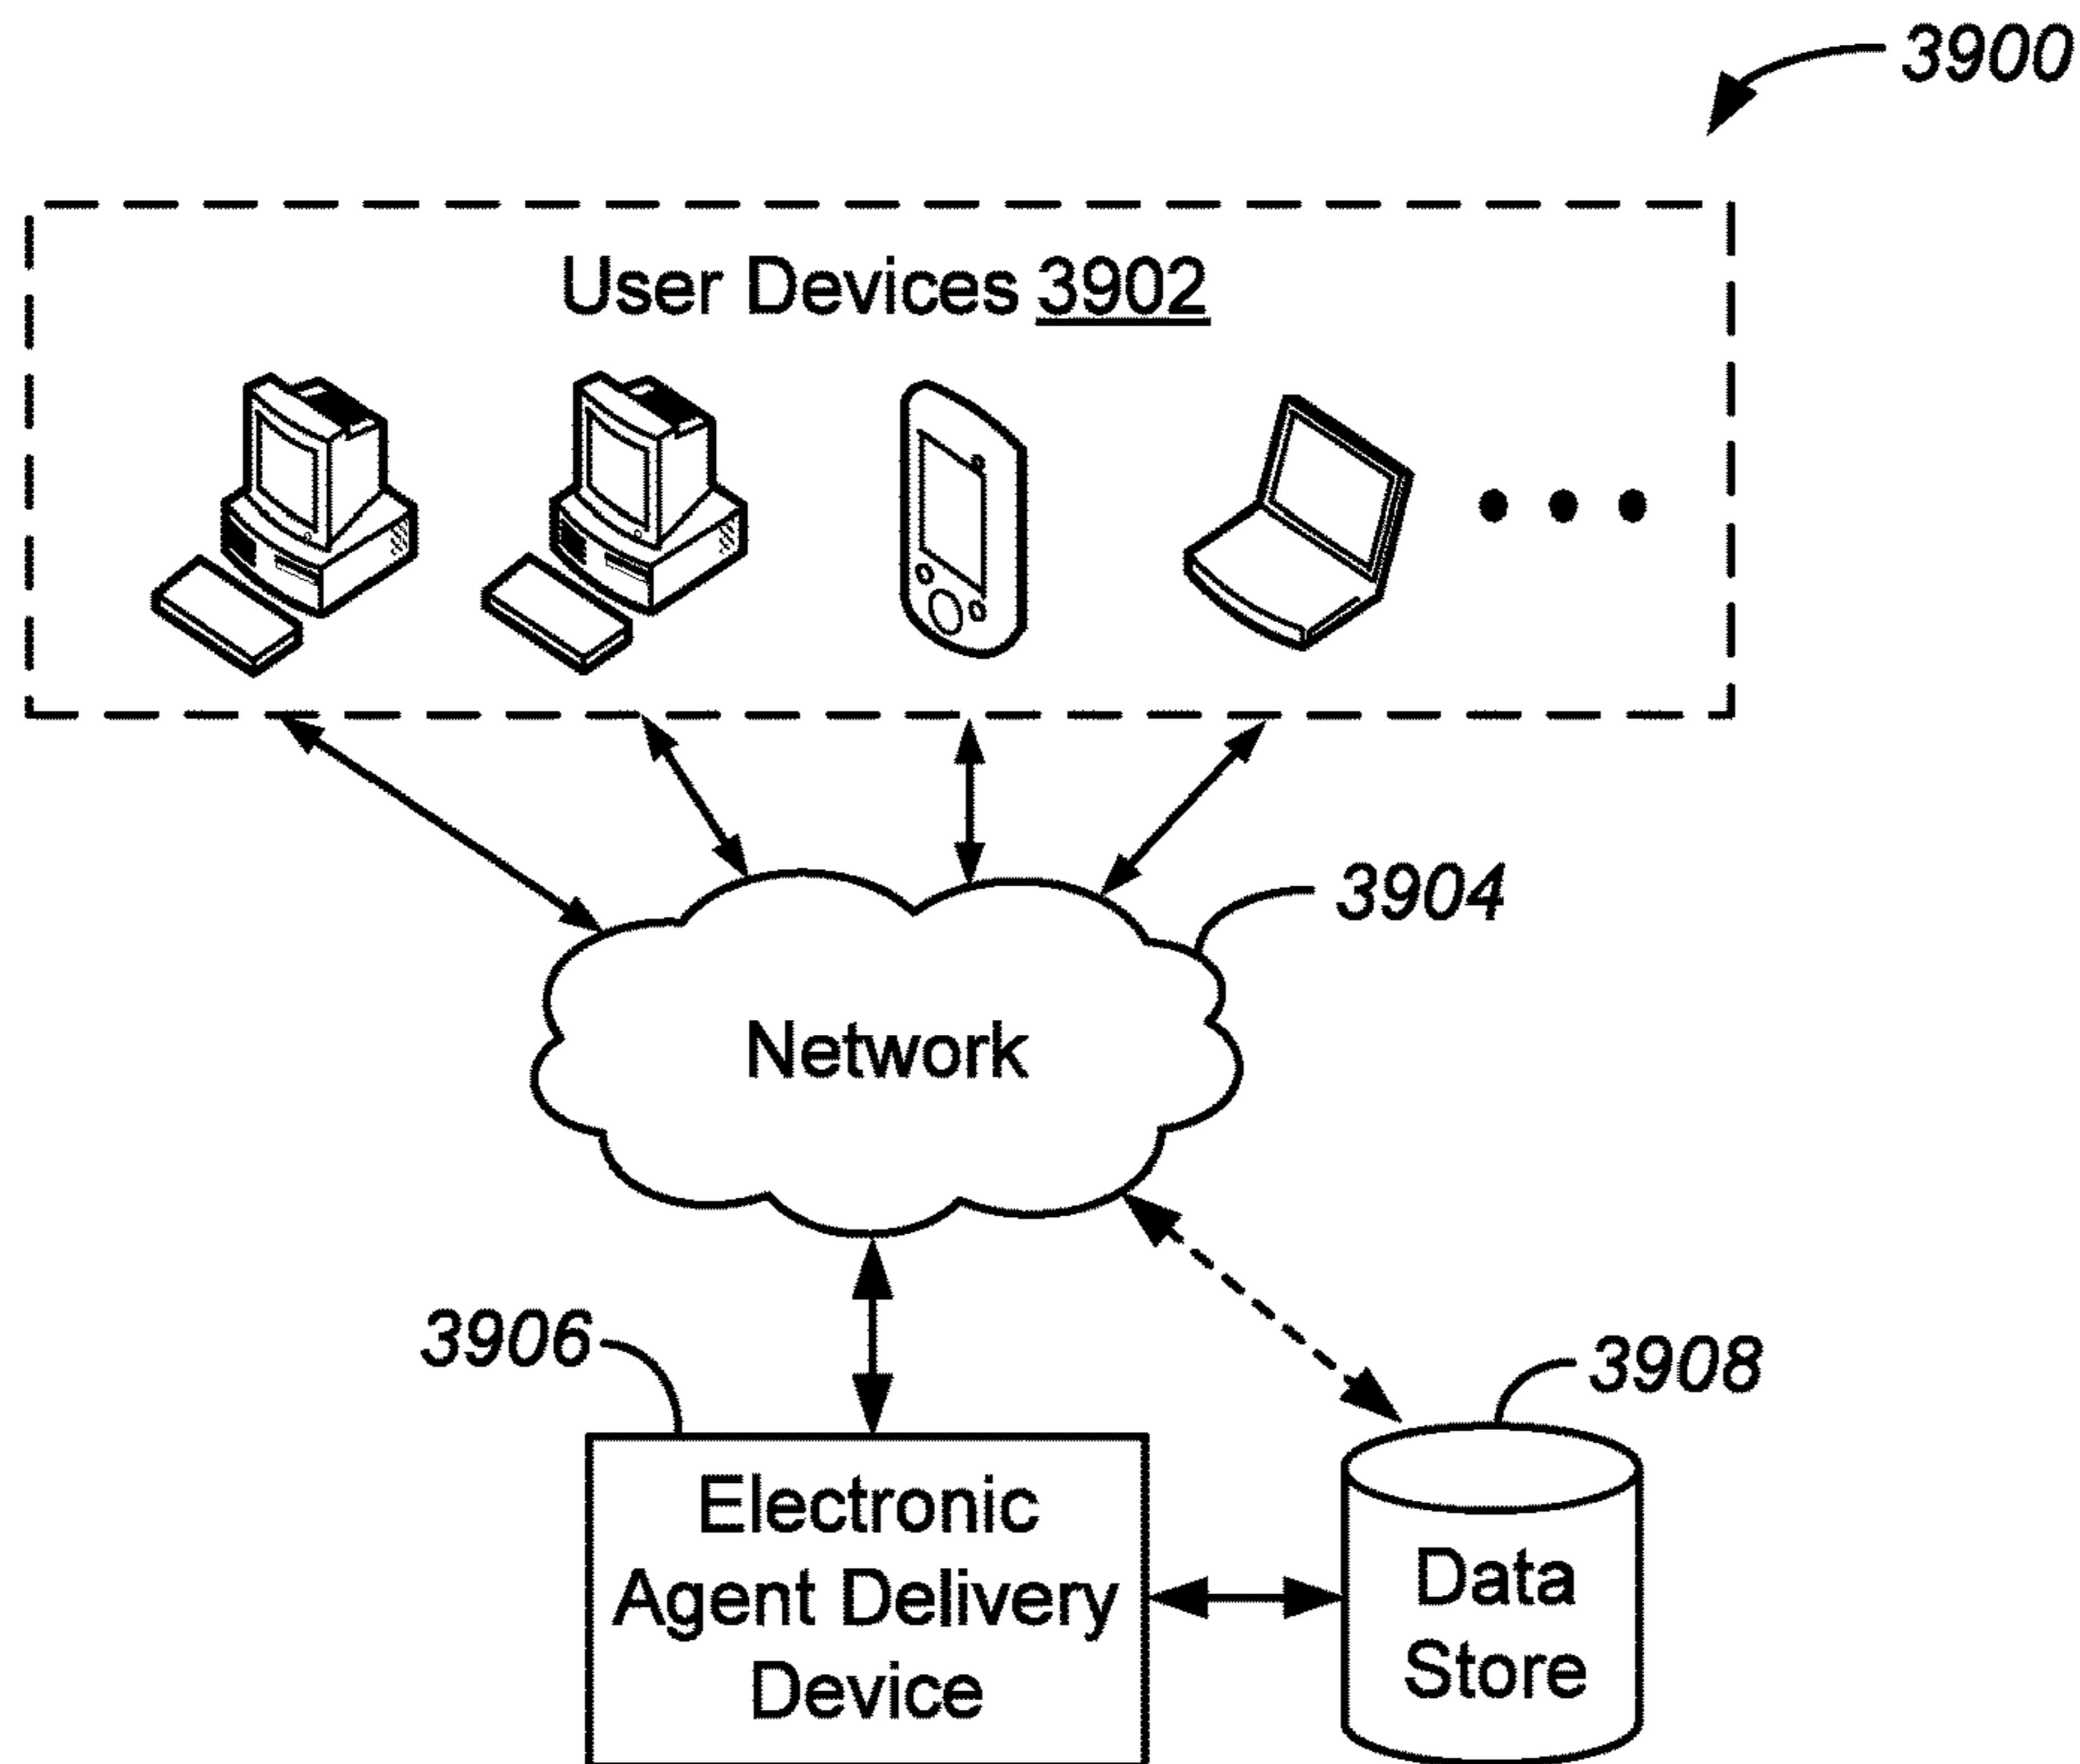 3900
User Devices 3902
3904
Network
3906
3908
Electronic
Agent Delivery
Device
Data
Store